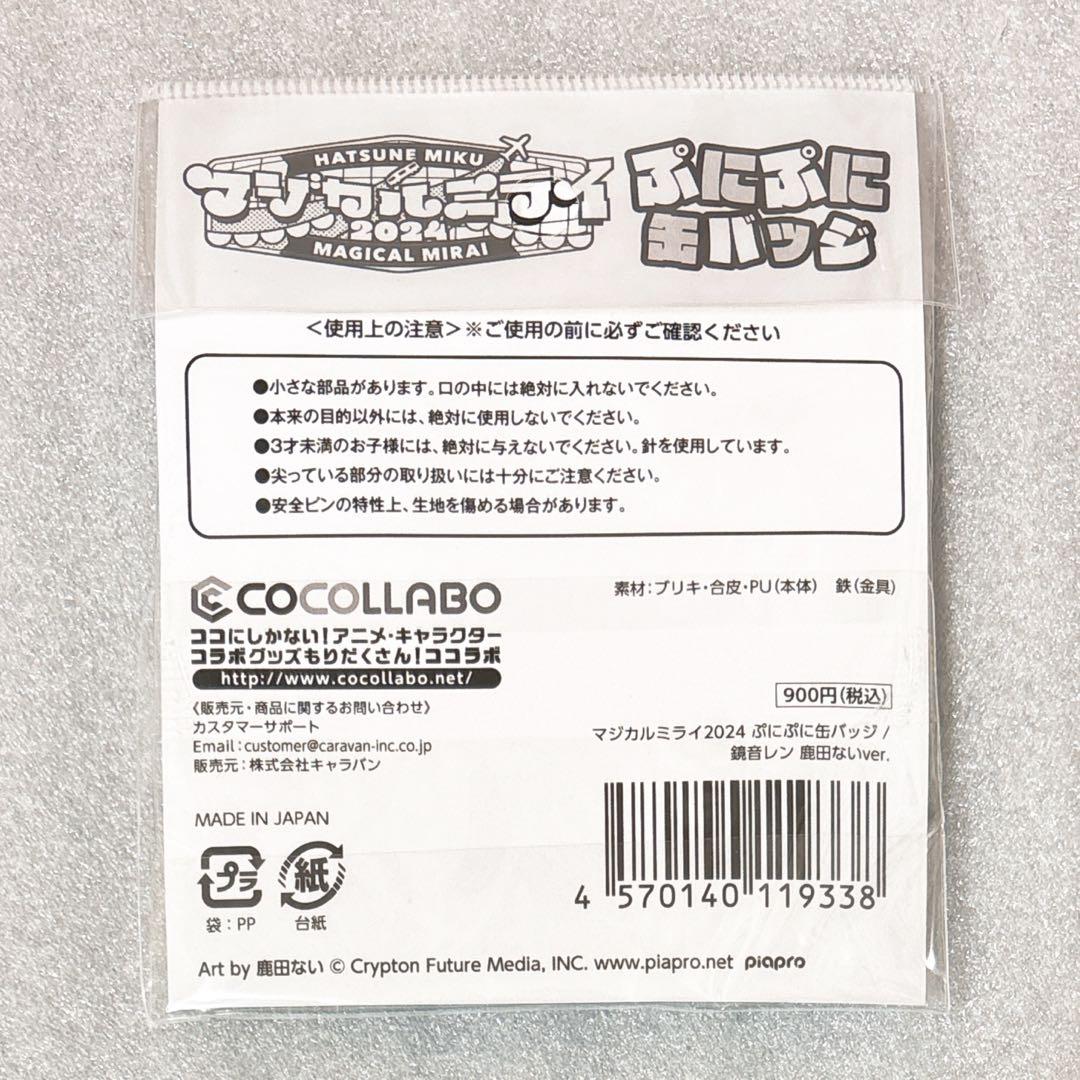 HATSUNE MIKU
マジカルミライ
2024
MAGICAL MIRAI
ぷにぷに
缶バッジ
＜使用上の注意＞※ご使用の前に必ずご確認ください
●小さな部品があります。口の中には絶対に入れないでください。
●本来の目的以外には、絶対に使用しないでください。
●3才未満のお子様には、絶対に与えないでください。針を使用しています。
●尖っている部分の取り扱いには十分にご注意ください。
●安全ピンの特性上、生地を傷める場合があります。
COCOLLABO
ココにしかない！アニメ・キャラクター
コラボグッズもりだくさん！ココラボ
http://www.cocollabo.net/
《販売元・商品に関するお問い合わせ》
カスタマーサポート
Email：customer@caravan-inc.co.jp
販売元：株式会社キャラバン
素材：ブリキ・合皮・PU（本体）　鉄（金具）
900円（税込）
マジカルミライ2024 ぷにぷに缶バッジ /
鏡音レン 鹿田ないver.
MADE IN JAPAN
プラ
袋：PP
紙
台紙
4 570140 119338
Art by 鹿田ない © Crypton Future Media, INC. www.piapro.net piapro